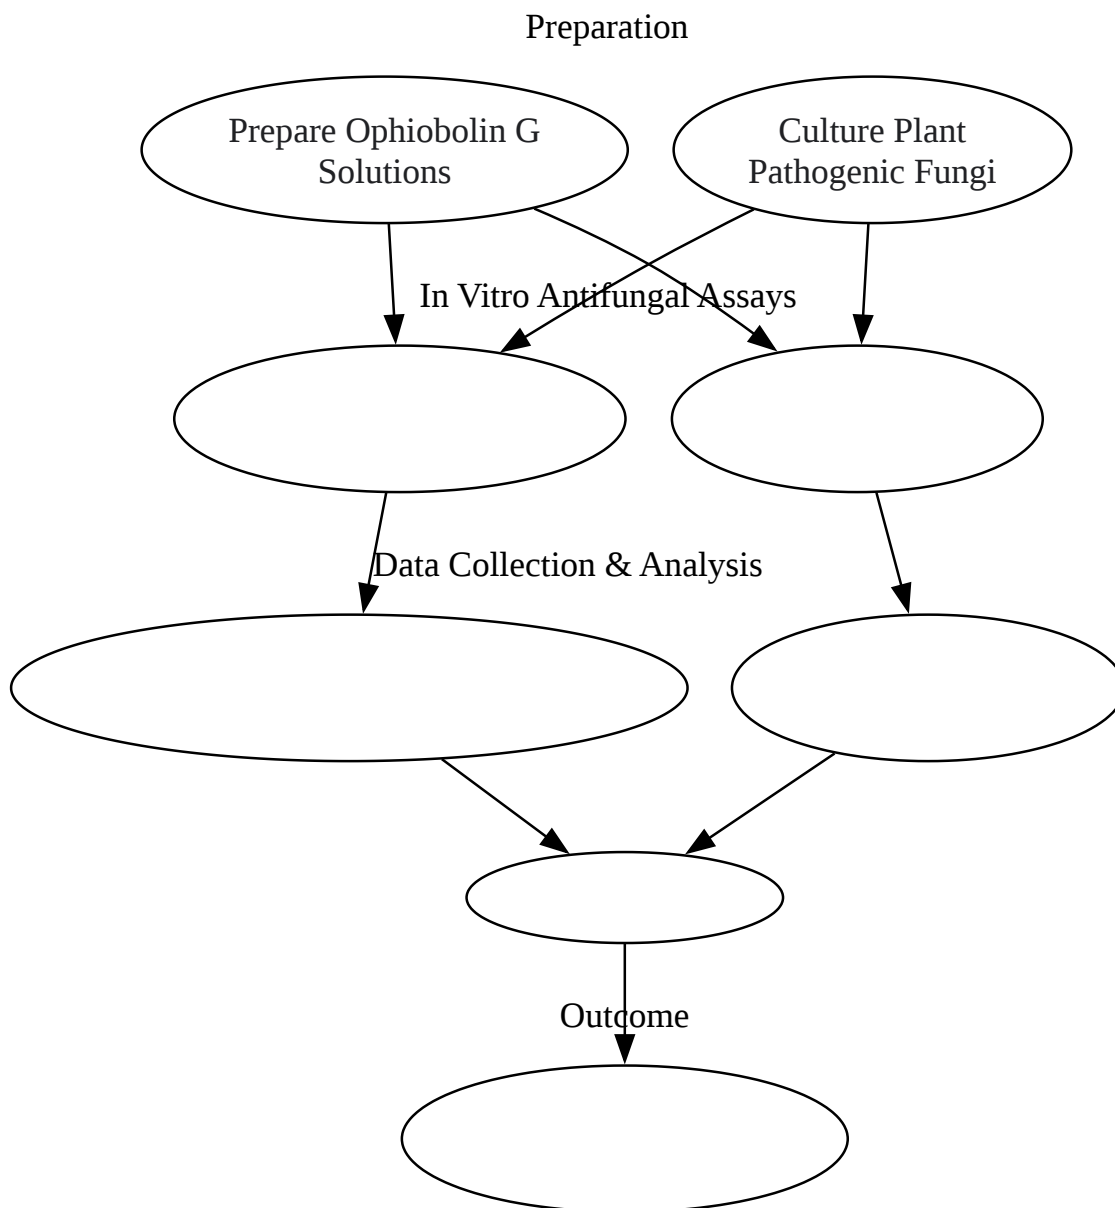 Preparation
Prepare Ophiobolin G
Solutions
Culture Plant
Pathogenic Fungi
In Vitro Antifungal Assays
Data Collection & Analysis
Outcome